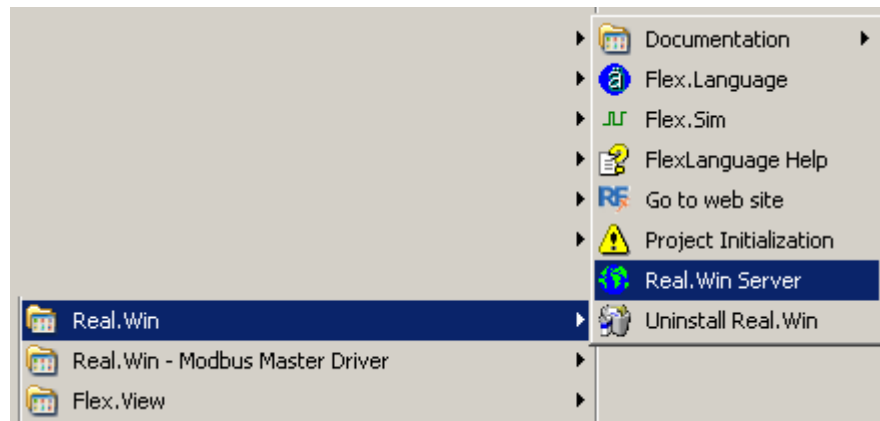 Documentation
Flex.Language
Flex.Sim
FlexLanguage Help
RF Go to web site
Project Initialization
Real.Win Server
Real.Win
Uninstall Real.Win
Real.Win - Modbus Master Driver
Flex.View